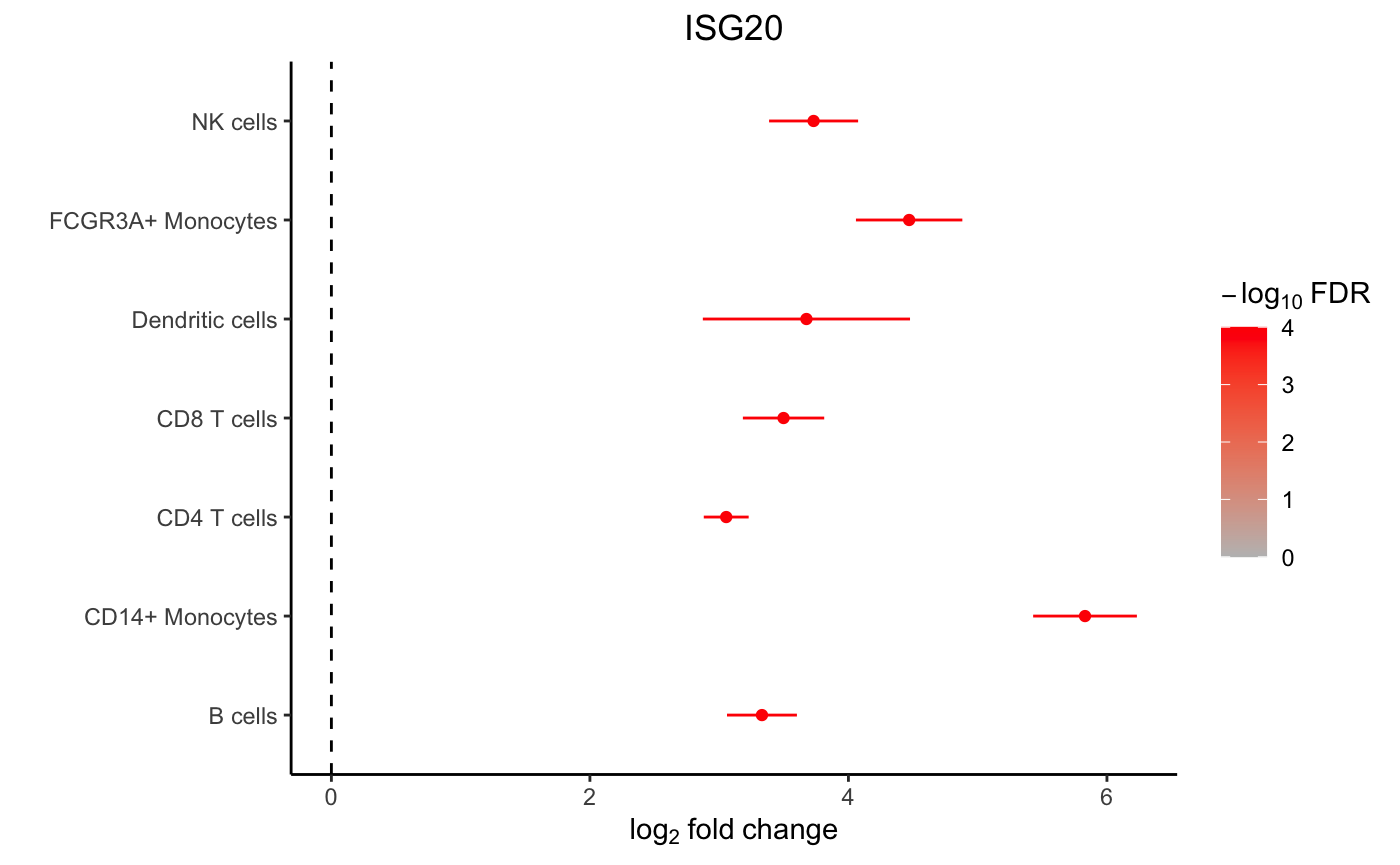 ISG20
NK cells
FCGR3A+ Monocytes
Dendritic cells
CD8 T cells
CD4 T cells
CD14+ Monocytes
B cells
0 2 4 6
log₂ fold change
−log₁₀ FDR
4
3
2
1
0